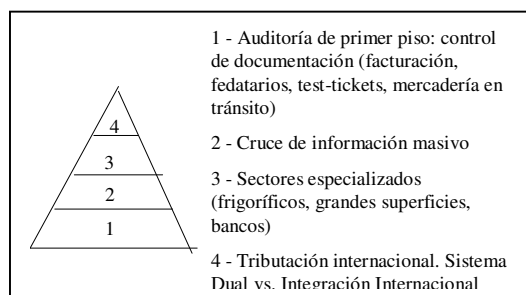 1 - Auditoría de primer piso: control
de documentación (facturación,
fedatarios, test-tickets, mercadería en
tránsito)
2 - Cruce de información masivo
3 - Sectores especializados
(frigoríficos, grandes superficies,
bancos)
4 - Tributación internacional. Sistema
Dual vs. Integración Internacional
4
3
2
1